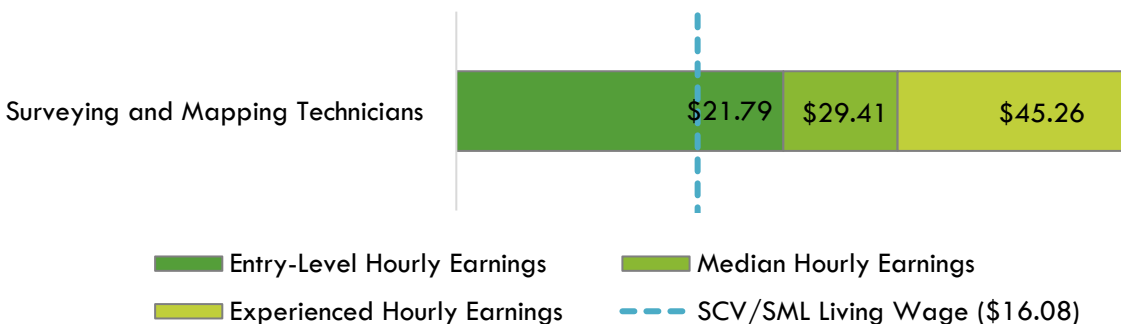 Surveying and Mapping Technicians $21.79 $29.41 $45.26
Entry-Level Hourly Earnings Median Hourly Earnings
Experienced Hourly Earnings SCV/SML Living Wage ($16.08)